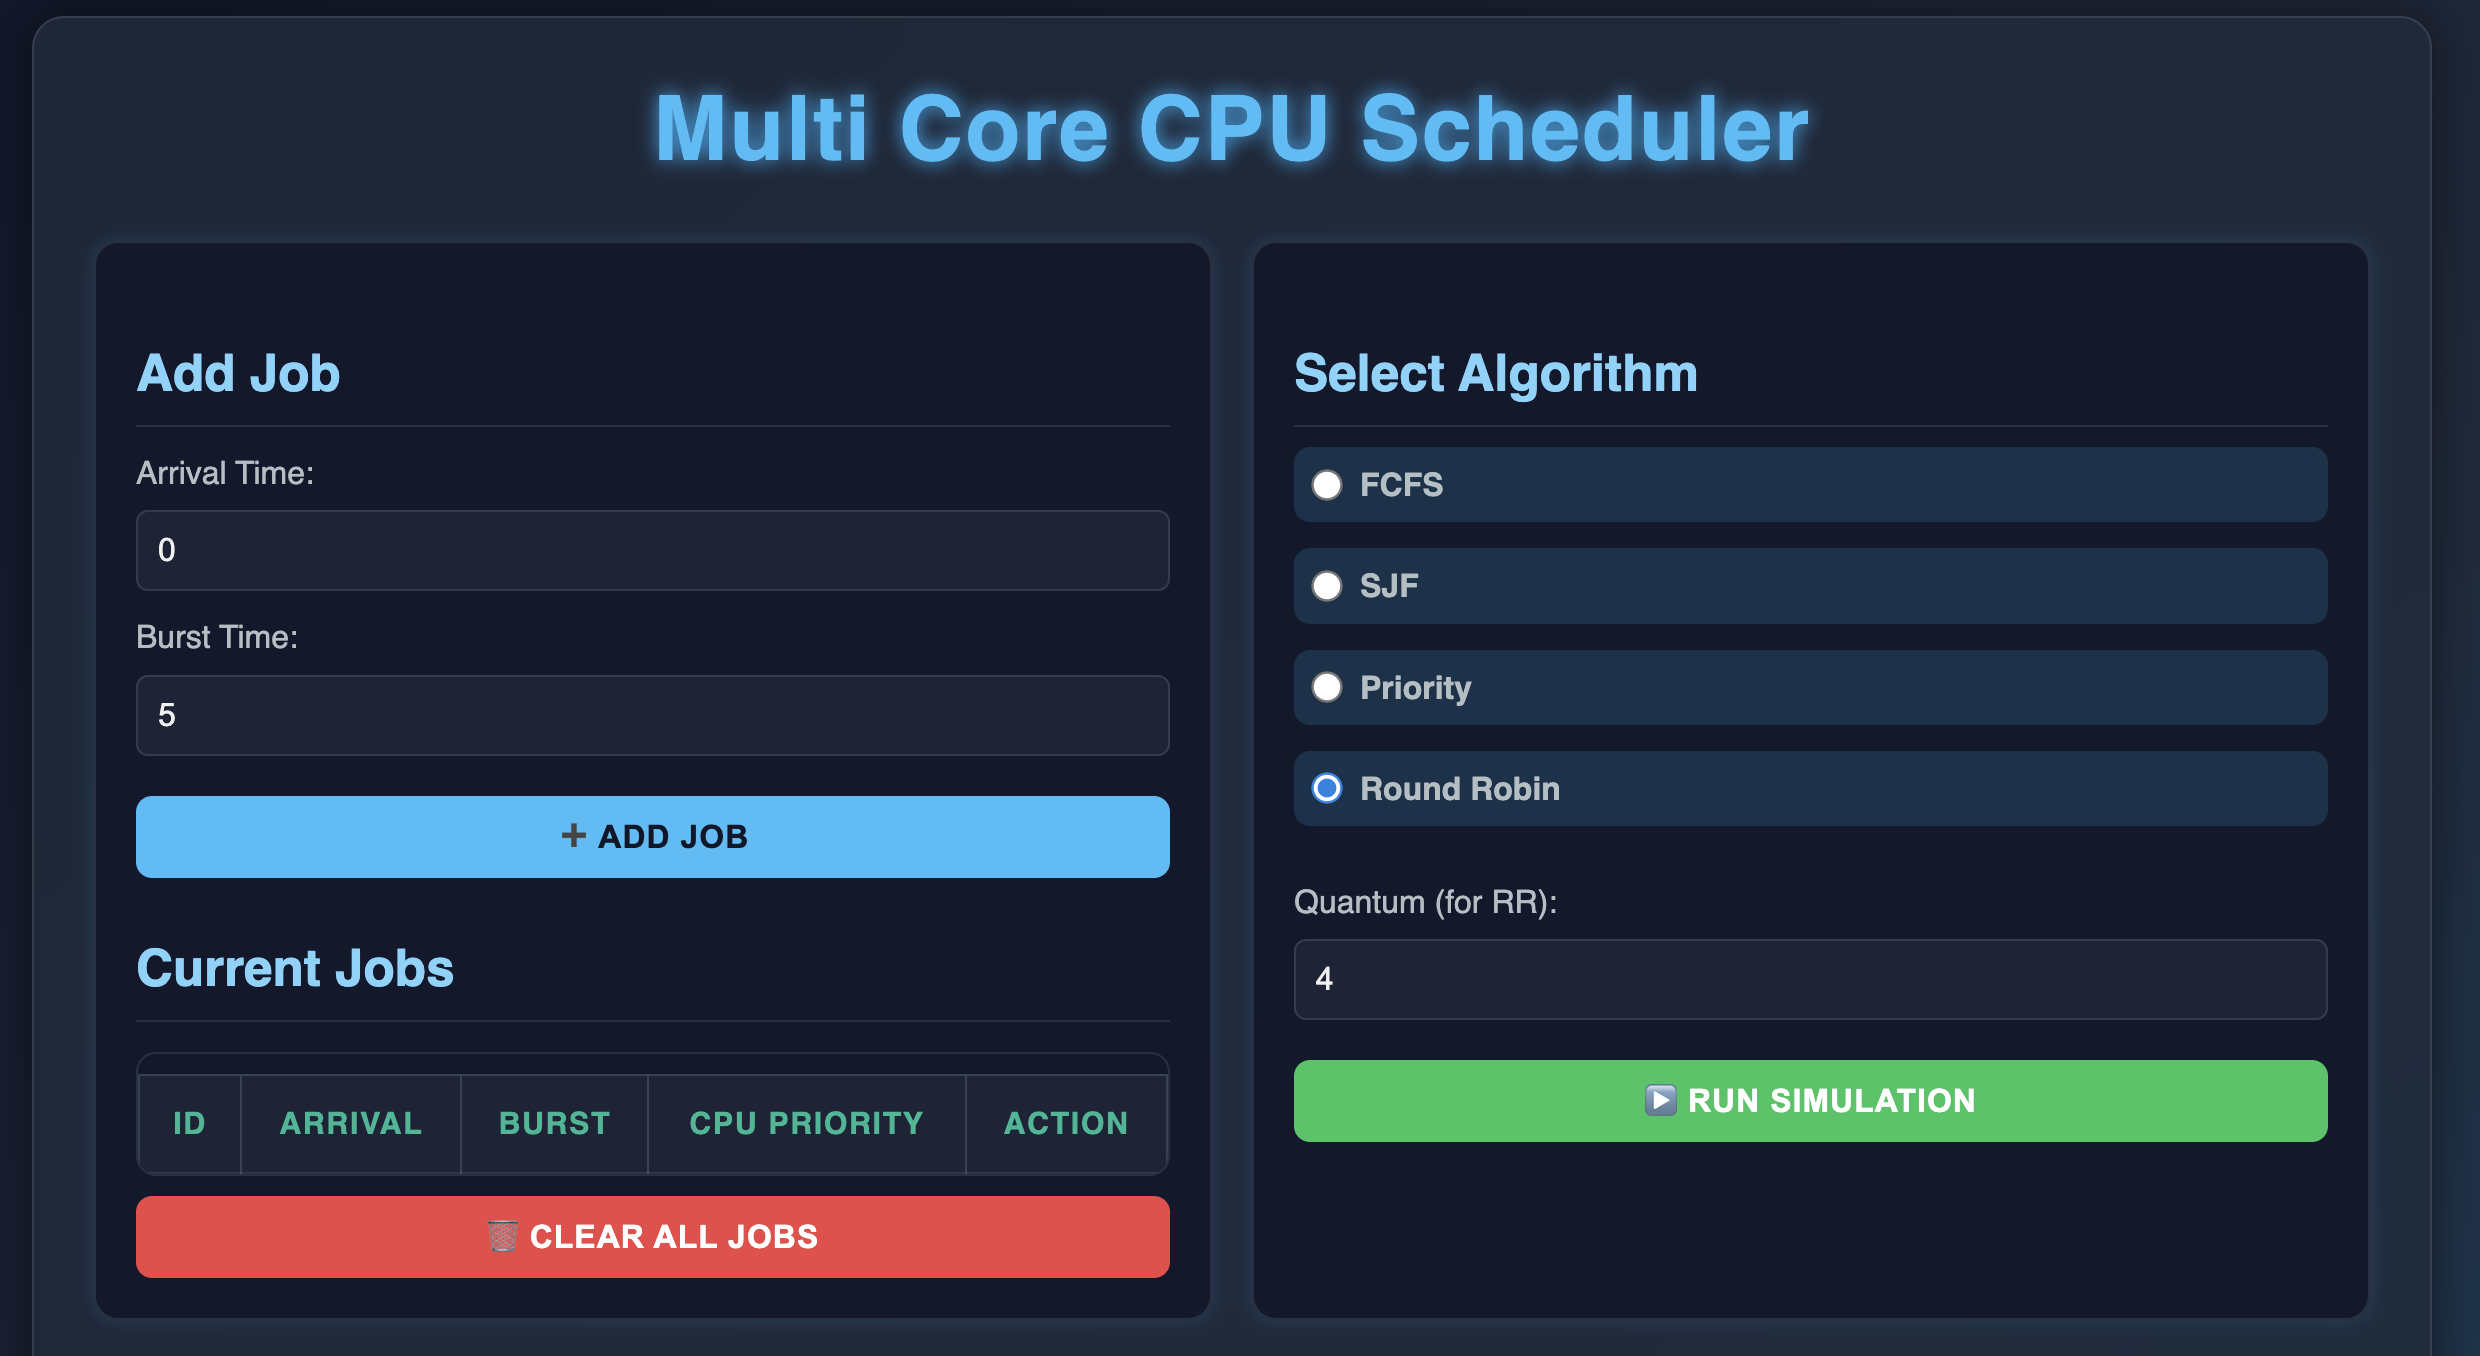 Multi Core CPU Scheduler
Add Job
Arrival Time:
0
Burst Time:
5
➕ ADD JOB
Current Jobs
ID ARRIVAL BURST CPU PRIORITY ACTION
🗑️ CLEAR ALL JOBS
Select Algorithm
FCFS
SJF
Priority
Round Robin
Quantum (for RR):
4
▶️ RUN SIMULATION